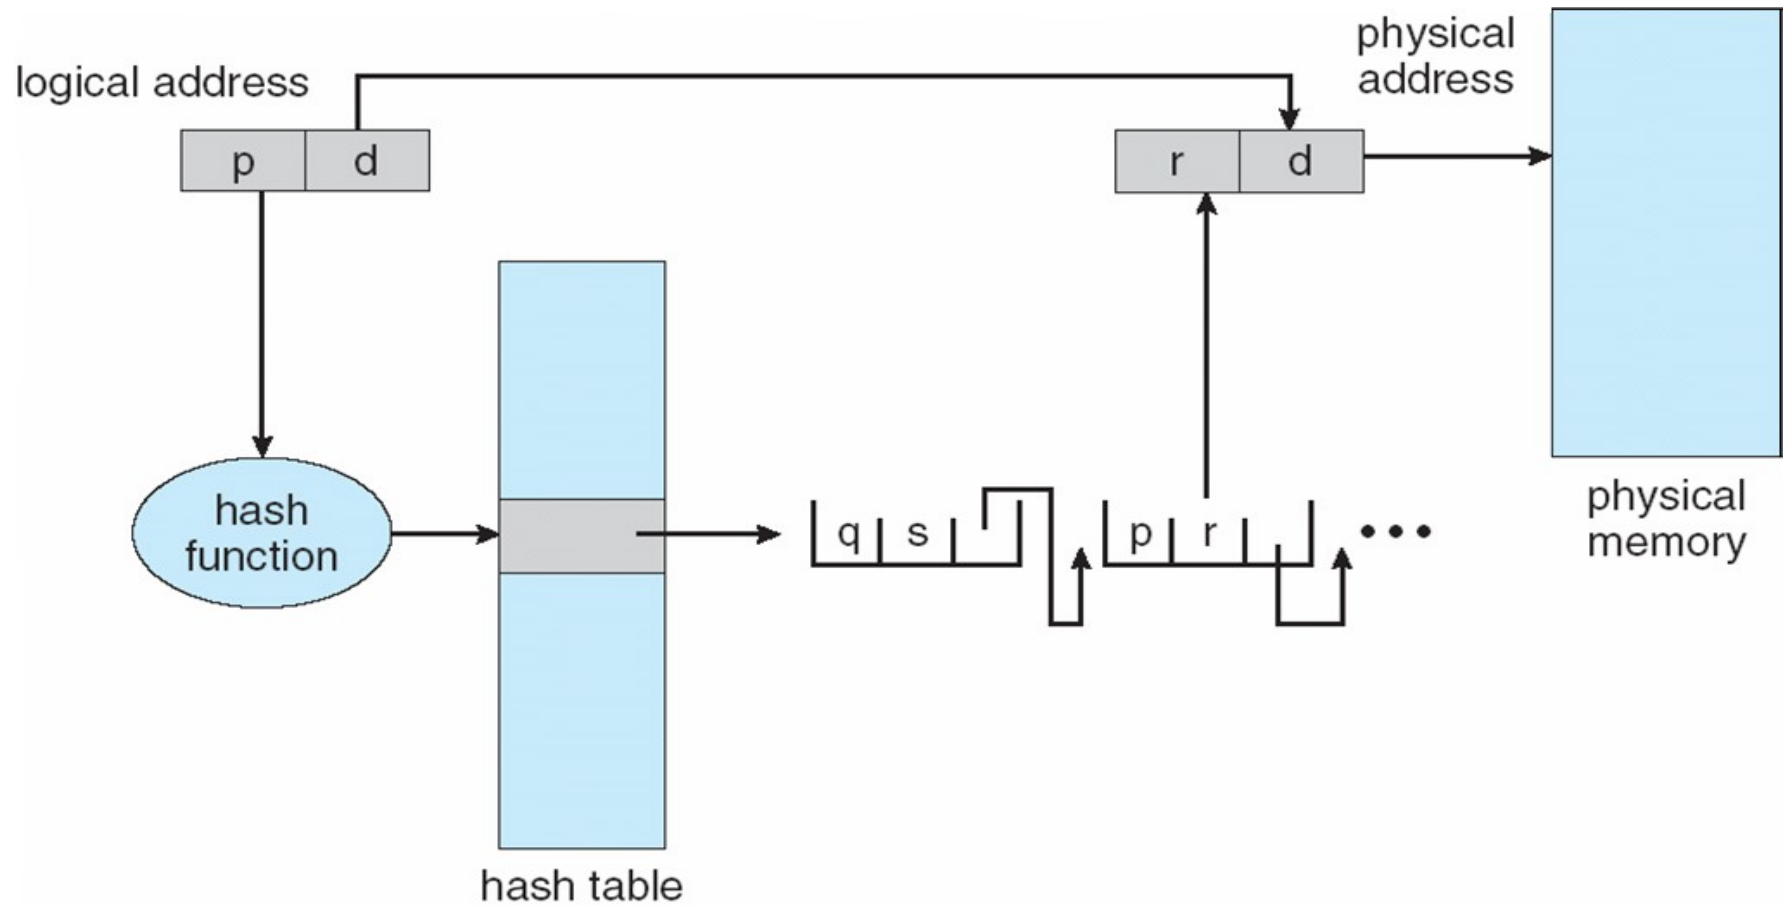 logical address
physical
address
p d
r d
hash
function
q s
p r
•••
physical
memory
hash table